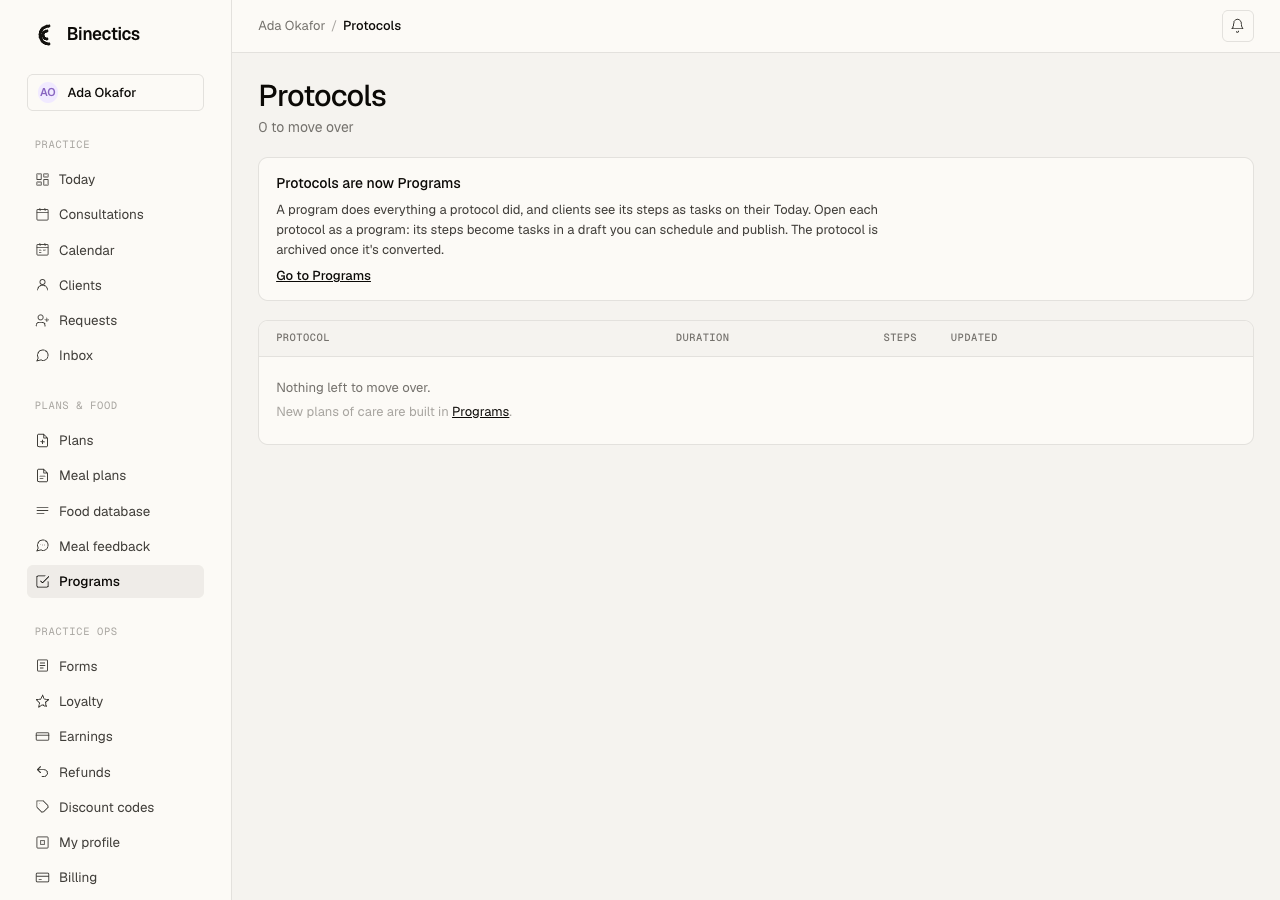 Binectics
AO Ada Okafor
PRACTICE
Today
Consultations
Calendar
Clients
Requests
Inbox
PLANS & FOOD
Plans
Meal plans
Food database
Meal feedback
Programs
PRACTICE OPS
Forms
Loyalty
Earnings
Refunds
Discount codes
My profile
Billing
Ada Okafor / Protocols
Protocols
0 to move over
Protocols are now Programs
A program does everything a protocol did, and clients see its steps as tasks on their Today. Open each
protocol as a program: its steps become tasks in a draft you can schedule and publish. The protocol is
archived once it's converted.
Go to Programs
PROTOCOL DURATION STEPS UPDATED
Nothing left to move over.
New plans of care are built in Programs.